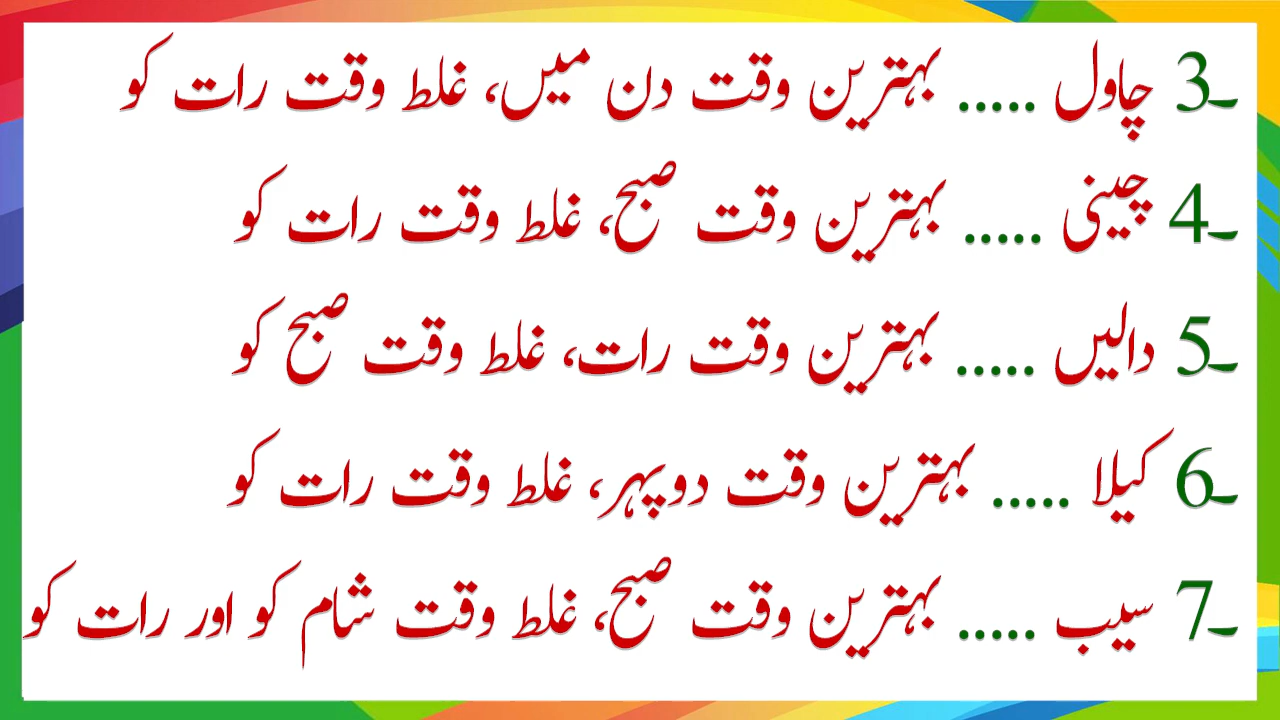 3۔ چاول ..... بہترین وقت دن میں، غلط وقت رات کو
4۔ چینی ..... بہترین وقت صبح، غلط وقت رات کو
5۔ دالیں ..... بہترین وقت رات، غلط وقت صبح کو
6۔ کیلا ..... بہترین وقت دوپہر، غلط وقت رات کو
7۔ سیب ..... بہترین وقت صبح، غلط وقت شام کو اور رات کو